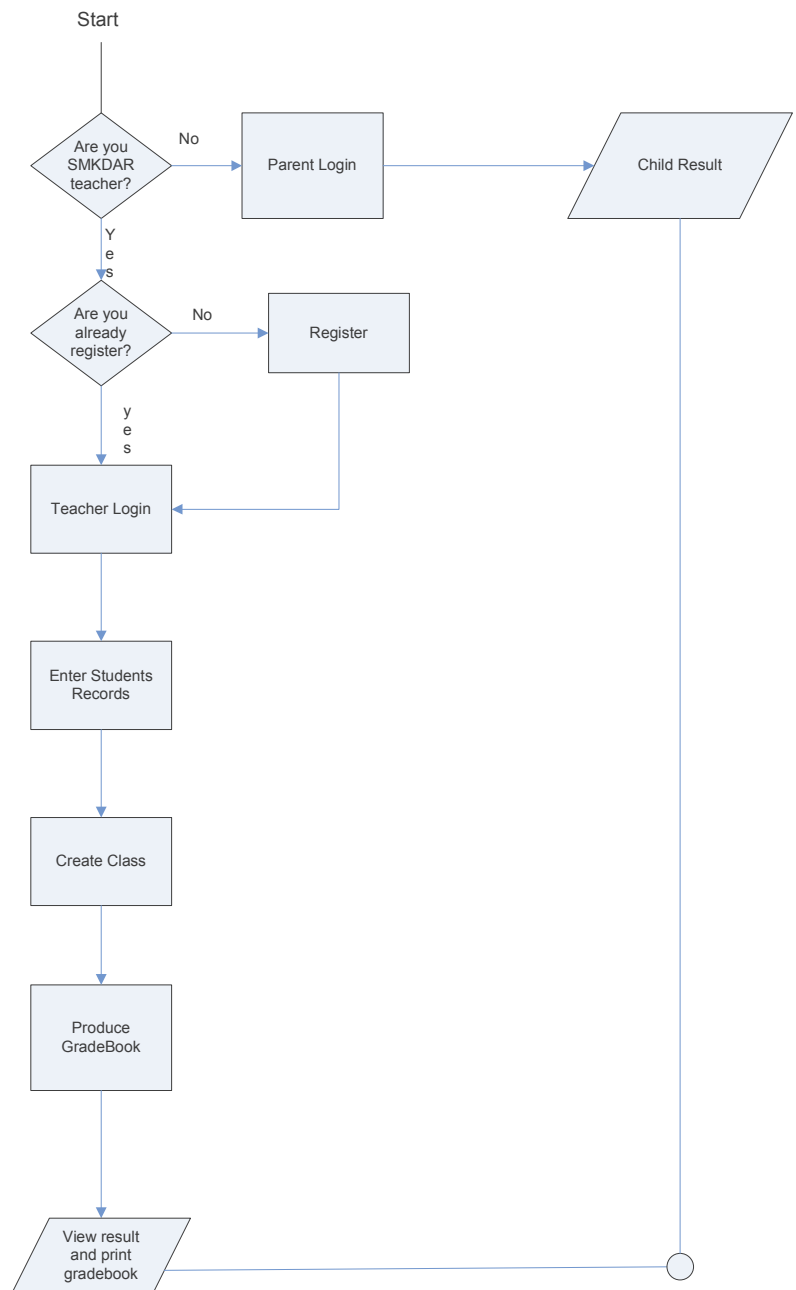 Start
Are you
SMKDAR
teacher?
No
Parent Login
Child Result
Y
e
s
Are you
already
register?
No
Register
y
e
s
Teacher Login
Enter Students
Records
Create Class
Produce
GradeBook
View result
and print
gradebook